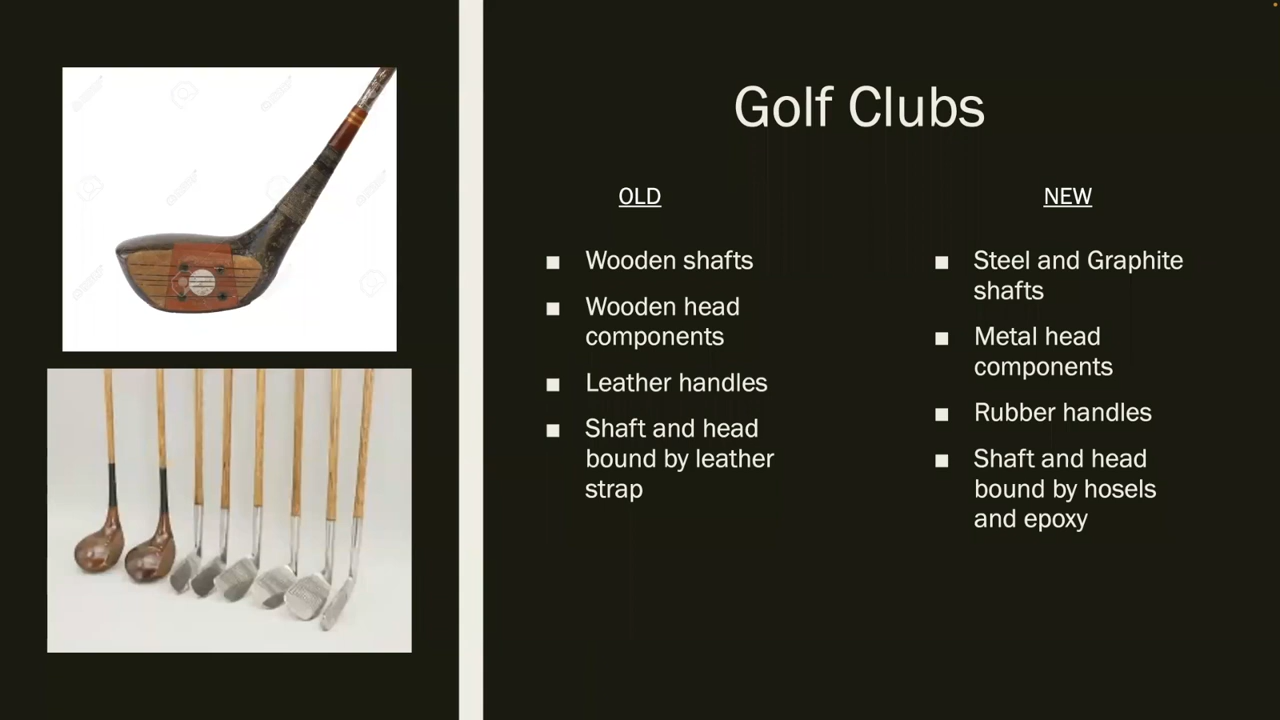 Golf Clubs
OLD
Wooden shafts
Wooden head
components
Leather handles
Shaft and head
bound by leather
strap
NEW
Steel and Graphite
shafts
Metal head
components
Rubber handles
Shaft and head
bound by hosels
and epoxy